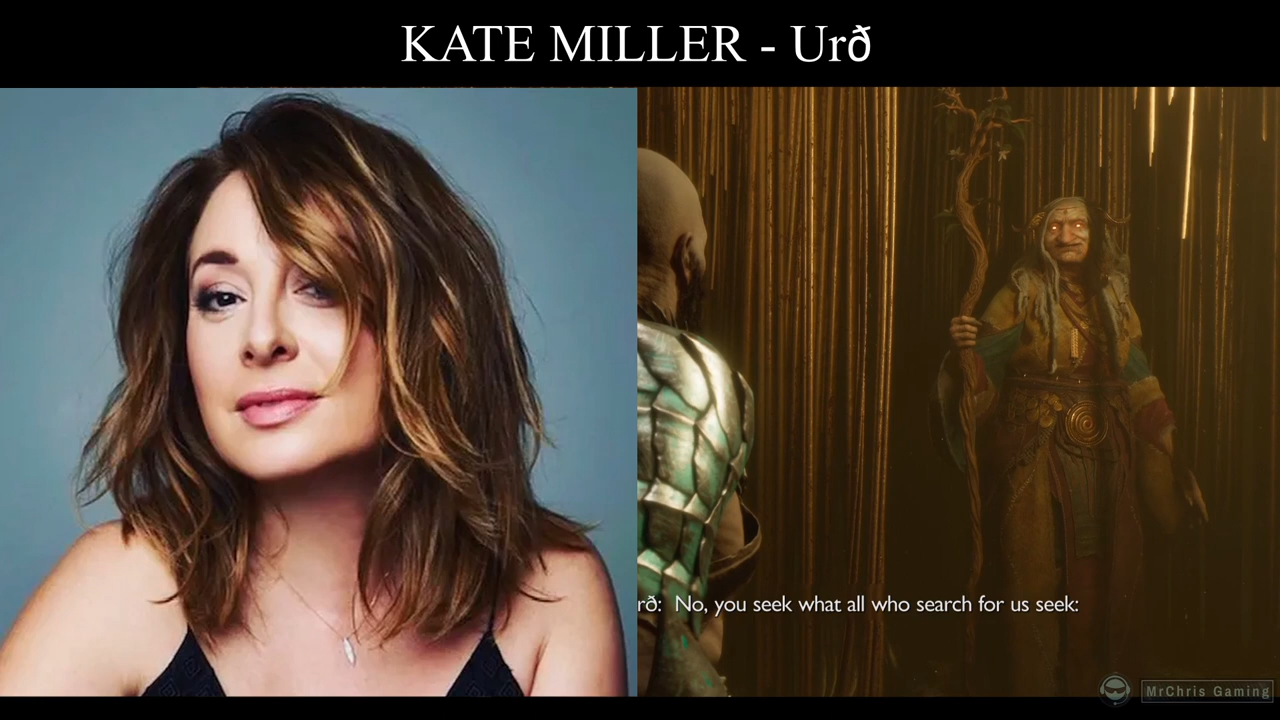 KATE MILLER - Urð
rð: No, you seek what all who search for us seek:
MrChris Gaming